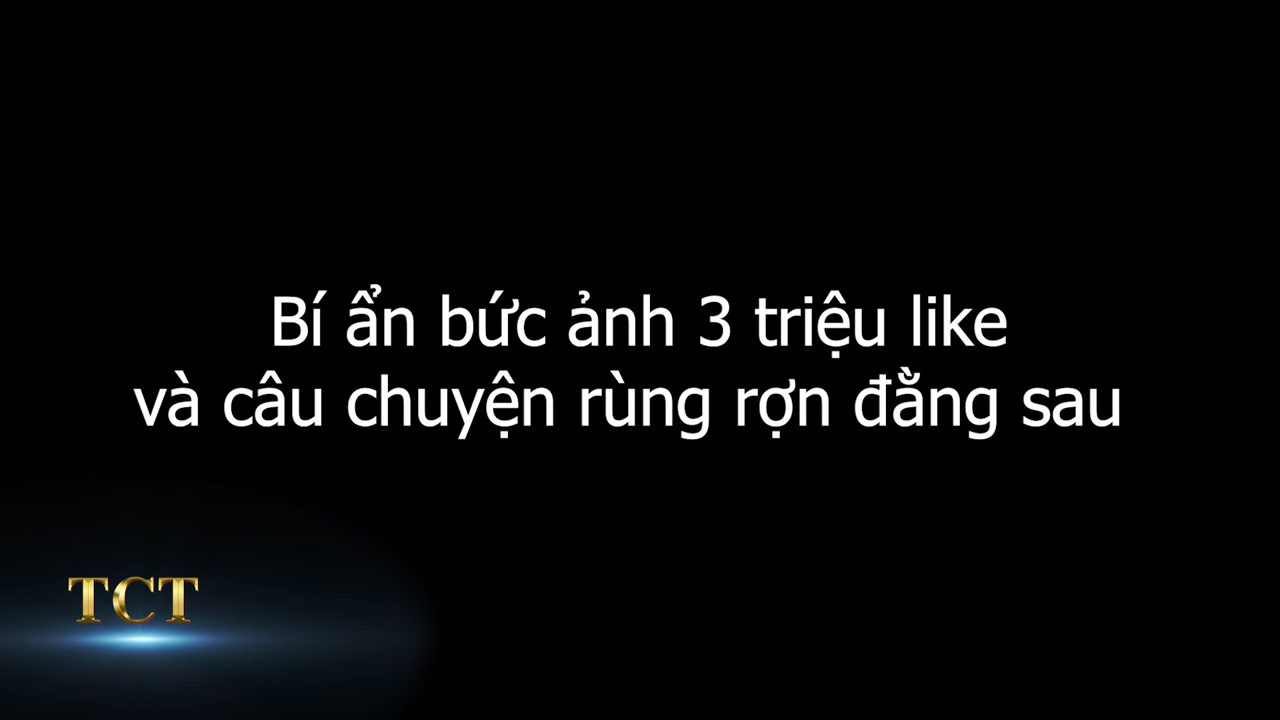 Bí ẩn bức ảnh 3 triệu like
và câu chuyện rùng rợn đằng sau
TCT